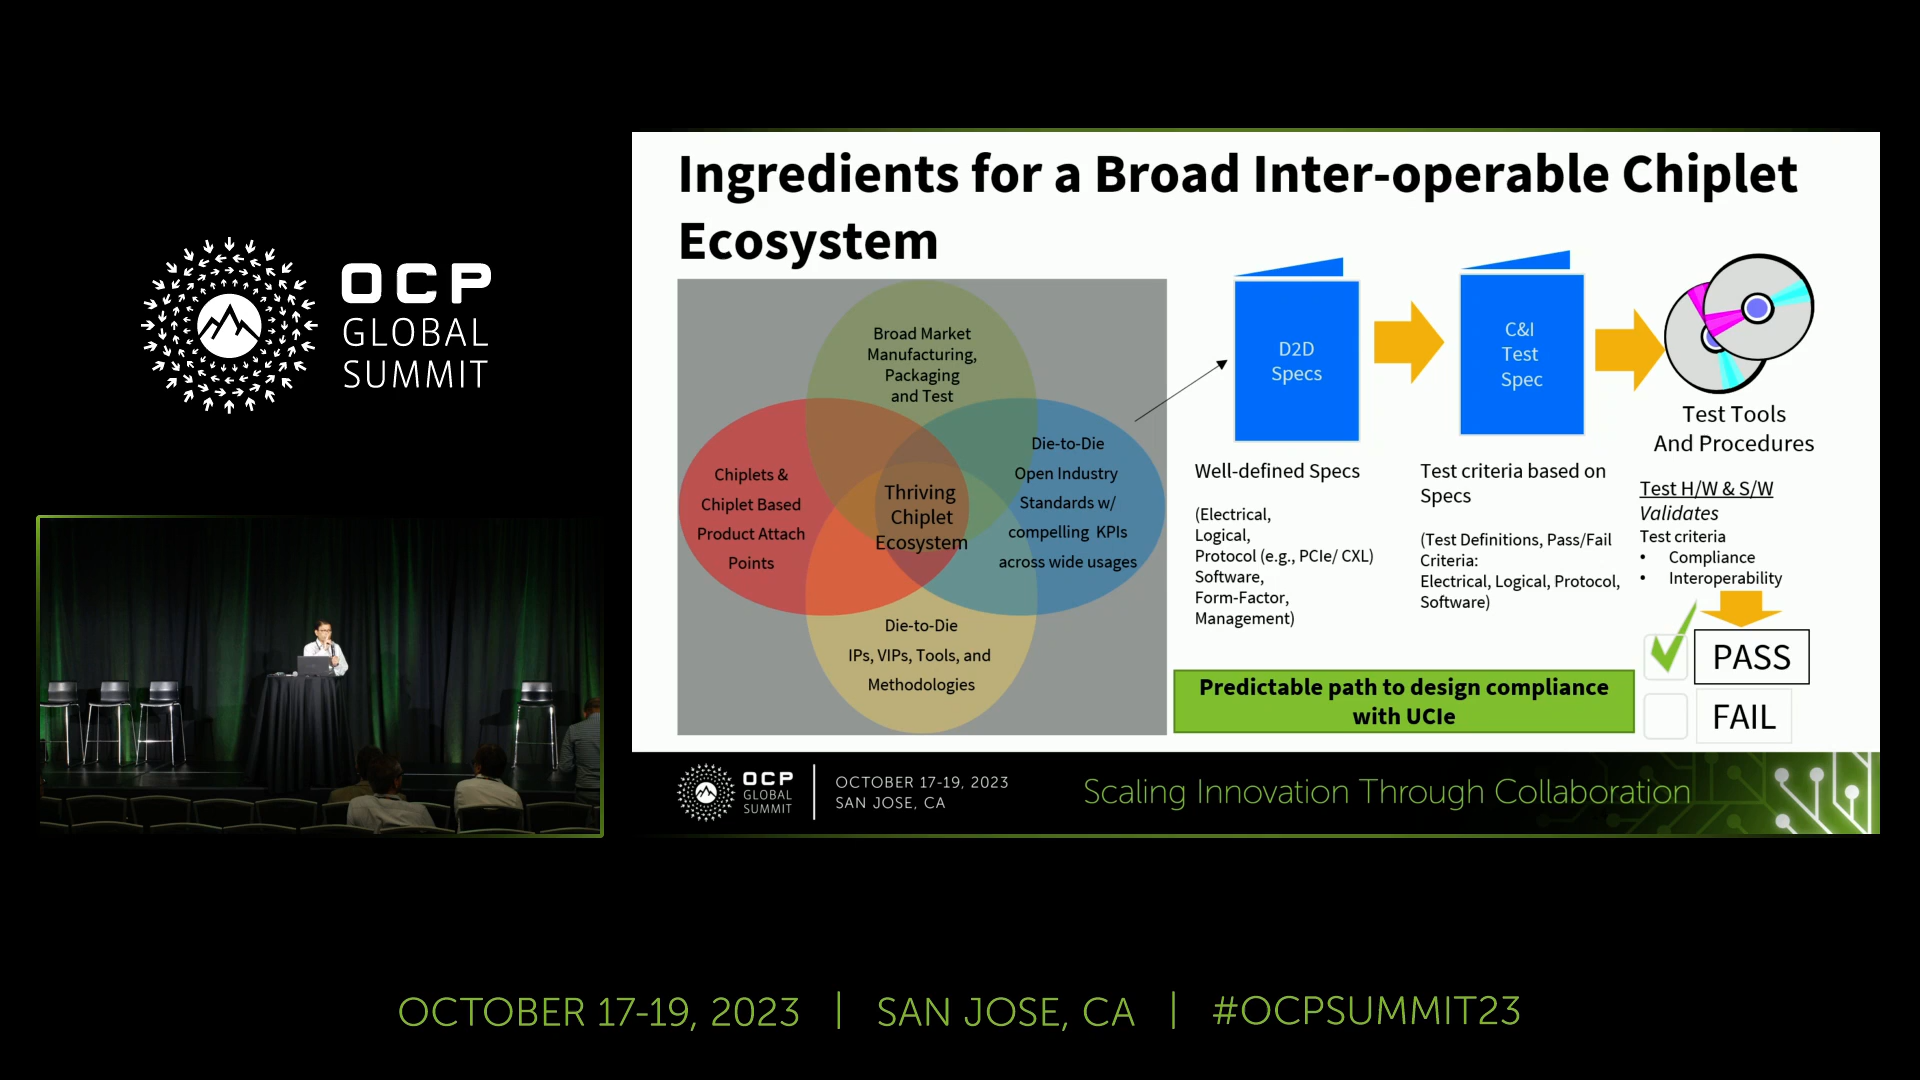 OCP
GLOBAL
SUMMIT
Ingredients for a Broad Inter-operable Chiplet
Ecosystem
Broad Market
Manufacturing,
Packaging
and Test
Chiplets &
Chiplet Based
Product Attach
Points
Thriving
Chiplet
Ecosystem
Die-to-Die
Open Industry
Standards w/
compelling KPIs
across wide usages
Die-to-Die
IPs, VIPs, Tools, and
Methodologies
D2D
Specs
Well-defined Specs
(Electrical,
Logical,
Protocol (e.g., PCIe/ CXL)
Software,
Form-Factor,
Management)
C&I
Test
Spec
Test criteria based on
Specs
(Test Definitions, Pass/Fail
Criteria:
Electrical, Logical, Protocol,
Software)
Test Tools
And Procedures
Test H/W & S/W
Validates
Test criteria
• Compliance
• Interoperability
PASS
FAIL
Predictable path to design compliance
with UCIe
OCP
GLOBAL
SUMMIT
OCTOBER 17-19, 2023
SAN JOSE, CA
Scaling Innovation Through Collaboration
OCTOBER 17-19, 2023 | SAN JOSE, CA | #OCPSUMMIT23